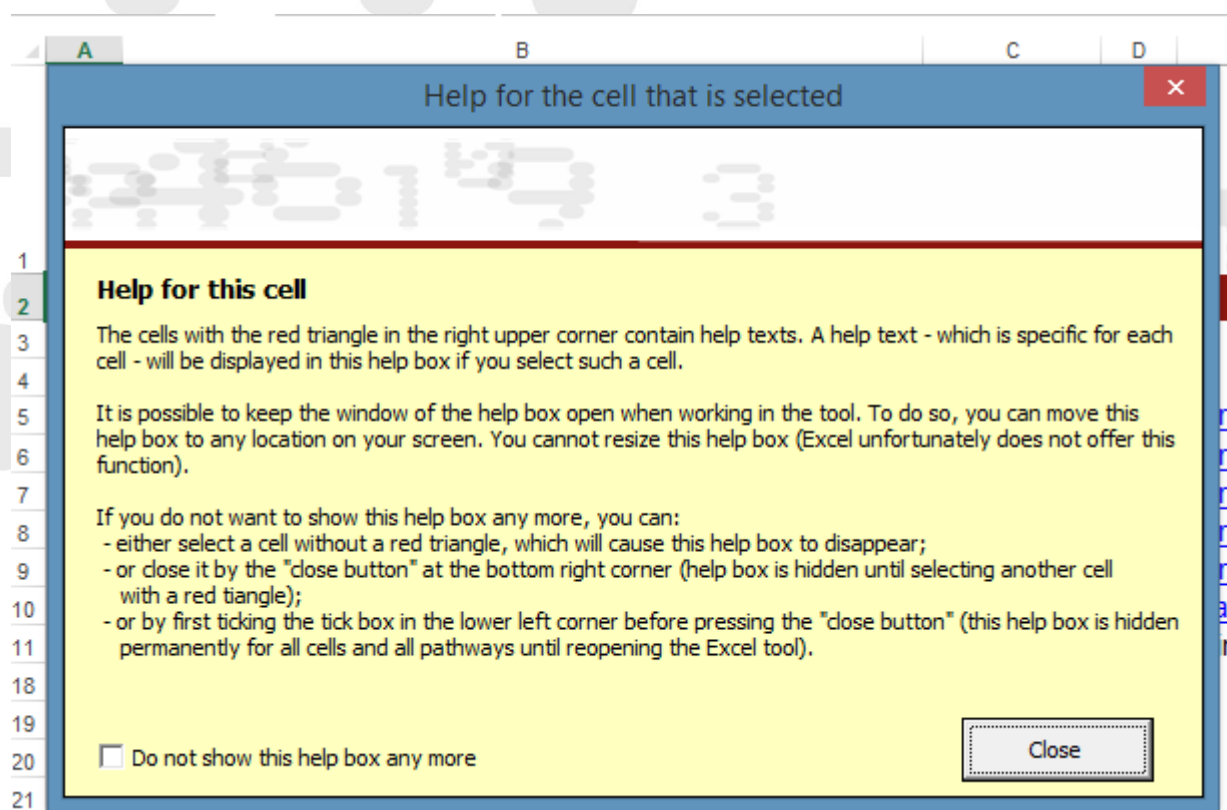 A B C D
Help for the cell that is selected
1
2
Help for this cell
3
The cells with the red triangle in the right upper corner contain help texts. A help text - which is specific for each
4
cell - will be displayed in this help box if you select such a cell.
5
It is possible to keep the window of the help box open when working in the tool. To do so, you can move this
6
help box to any location on your screen. You cannot resize this help box (Excel unfortunately does not offer this
function).
7
If you do not want to show this help box any more, you can:
8
- either select a cell without a red triangle, which will cause this help box to disappear;
9
- or close it by the "close button" at the bottom right corner (help box is hidden until selecting another cell
with a red tiangle);
10
- or by first ticking the tick box in the lower left corner before pressing the "close button" (this help box is hidden
11
permanently for all cells and all pathways until reopening the Excel tool).
18
19
20
Do not show this help box any more
Close
21